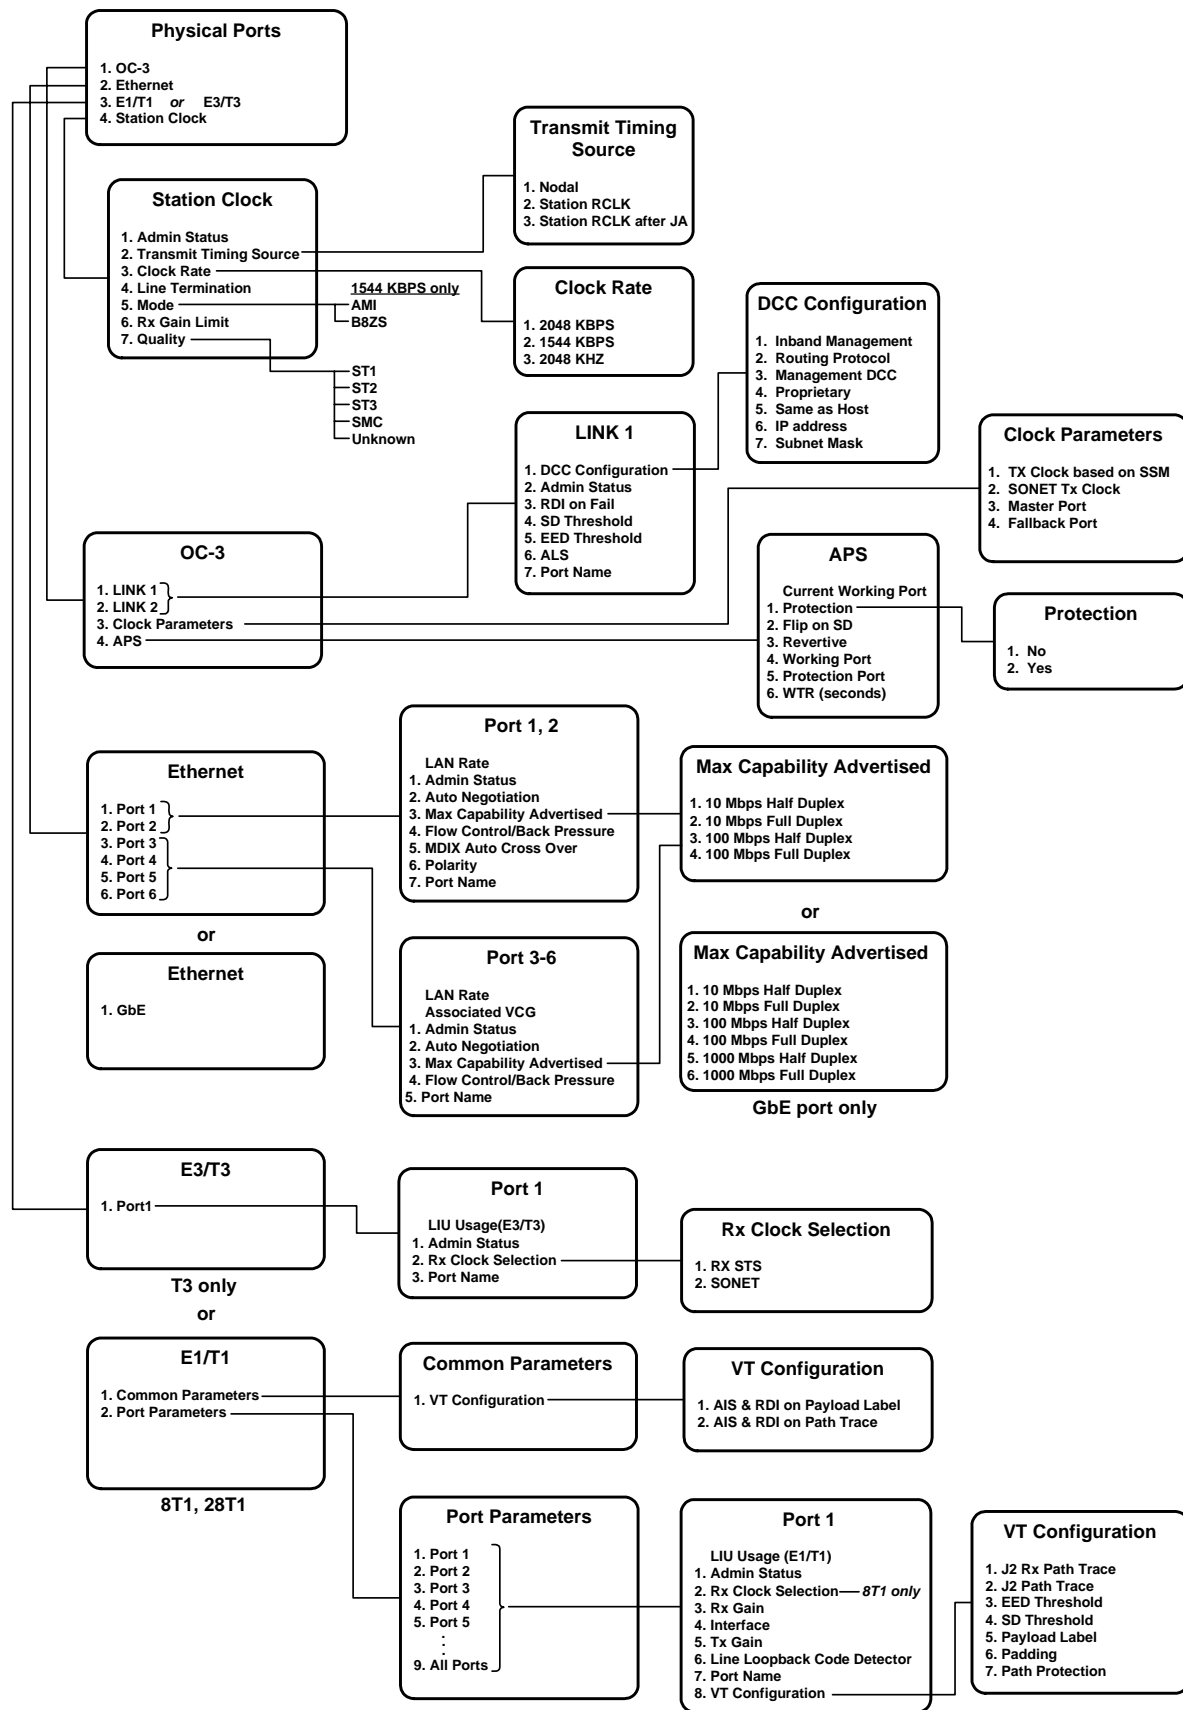 Physical Ports
1. OC-3
2. Ethernet
3. E1/T1 or E3/T3
4. Station Clock
Transmit Timing
Source
1. Nodal
2. Station RCLK
3. Station RCLK after JA
Station Clock
1. Admin Status
2. Transmit Timing Source
3. Clock Rate
4. Line Termination
5. Mode
6. Rx Gain Limit
7. Quality
1544 KBPS only
AMI
B8ZS
ST1
ST2
ST3
SMC
Unknown
Clock Rate
1. 2048 KBPS
2. 1544 KBPS
3. 2048 KHZ
DCC Configuration
1. Inband Management
2. Routing Protocol
3. Management DCC
4. Proprietary
5. Same as Host
6. IP address
7. Subnet Mask
LINK 1
1. DCC Configuration
2. Admin Status
3. RDI on Fail
4. SD Threshold
5. EED Threshold
6. ALS
7. Port Name
Clock Parameters
1. TX Clock based on SSM
2. SONET Tx Clock
3. Master Port
4. Fallback Port
OC-3
1. LINK 1
2. LINK 2
3. Clock Parameters
4. APS
APS
Current Working Port
1. Protection
2. Flip on SD
3. Revertive
4. Working Port
5. Protection Port
6. WTR (seconds)
Protection
1. No
2. Yes
Ethernet
1. Port 1
2. Port 2
3. Port 3
4. Port 4
5. Port 5
6. Port 6
or
Ethernet
1. GbE
Port 1, 2
LAN Rate
1. Admin Status
2. Auto Negotiation
3. Max Capability Advertised
4. Flow Control/Back Pressure
5. MDIX Auto Cross Over
6. Polarity
7. Port Name
Max Capability Advertised
1. 10 Mbps Half Duplex
2. 10 Mbps Full Duplex
3. 100 Mbps Half Duplex
4. 100 Mbps Full Duplex
or
Port 3-6
LAN Rate
Associated VCG
1. Admin Status
2. Auto Negotiation
3. Max Capability Advertised
4. Flow Control/Back Pressure
5. Port Name
Max Capability Advertised
1. 10 Mbps Half Duplex
2. 10 Mbps Full Duplex
3. 100 Mbps Half Duplex
4. 100 Mbps Full Duplex
5. 1000 Mbps Half Duplex
6. 1000 Mbps Full Duplex
GbE port only
E3/T3
1. Port1
T3 only
or
Port 1
LIU Usage(E3/T3)
1. Admin Status
2. Rx Clock Selection
3. Port Name
Rx Clock Selection
1. RX STS
2. SONET
E1/T1
1. Common Parameters
2. Port Parameters
8T1, 28T1
Common Parameters
1. VT Configuration
VT Configuration
1. AIS & RDI on Payload Label
2. AIS & RDI on Path Trace
Port Parameters
1. Port 1
2. Port 2
3. Port 3
4. Port 4
5. Port 5
:
:
9. All Ports
Port 1
LIU Usage (E1/T1)
1. Admin Status
2. Rx Clock Selection 8T1 only
3. Rx Gain
4. Interface
5. Tx Gain
6. Line Loopback Code Detector
7. Port Name
8. VT Configuration
VT Configuration
1. J2 Rx Path Trace
2. J2 Path Trace
3. EED Threshold
4. SD Threshold
5. Payload Label
6. Padding
7. Path Protection